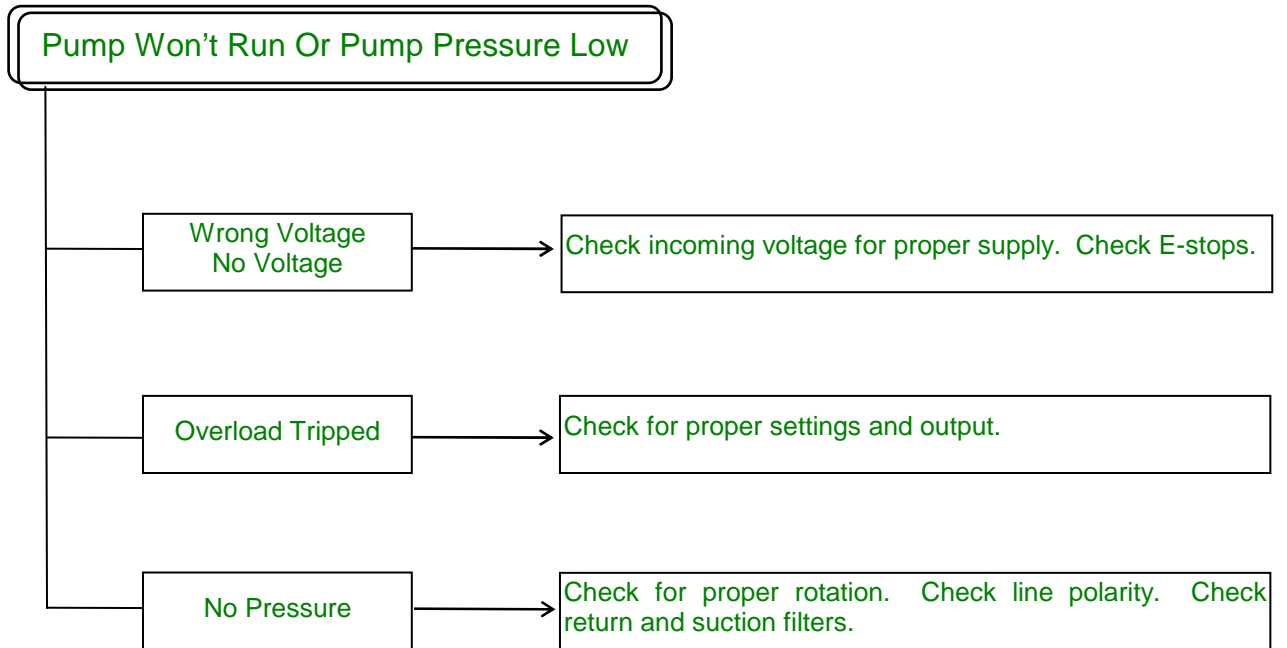 Pump Won't Run Or Pump Pressure Low
Wrong Voltage
No Voltage
Check incoming voltage for proper supply. Check E-stops.
Overload Tripped
Check for proper settings and output.
No Pressure
Check for proper rotation. Check line polarity. Check
return and suction filters.